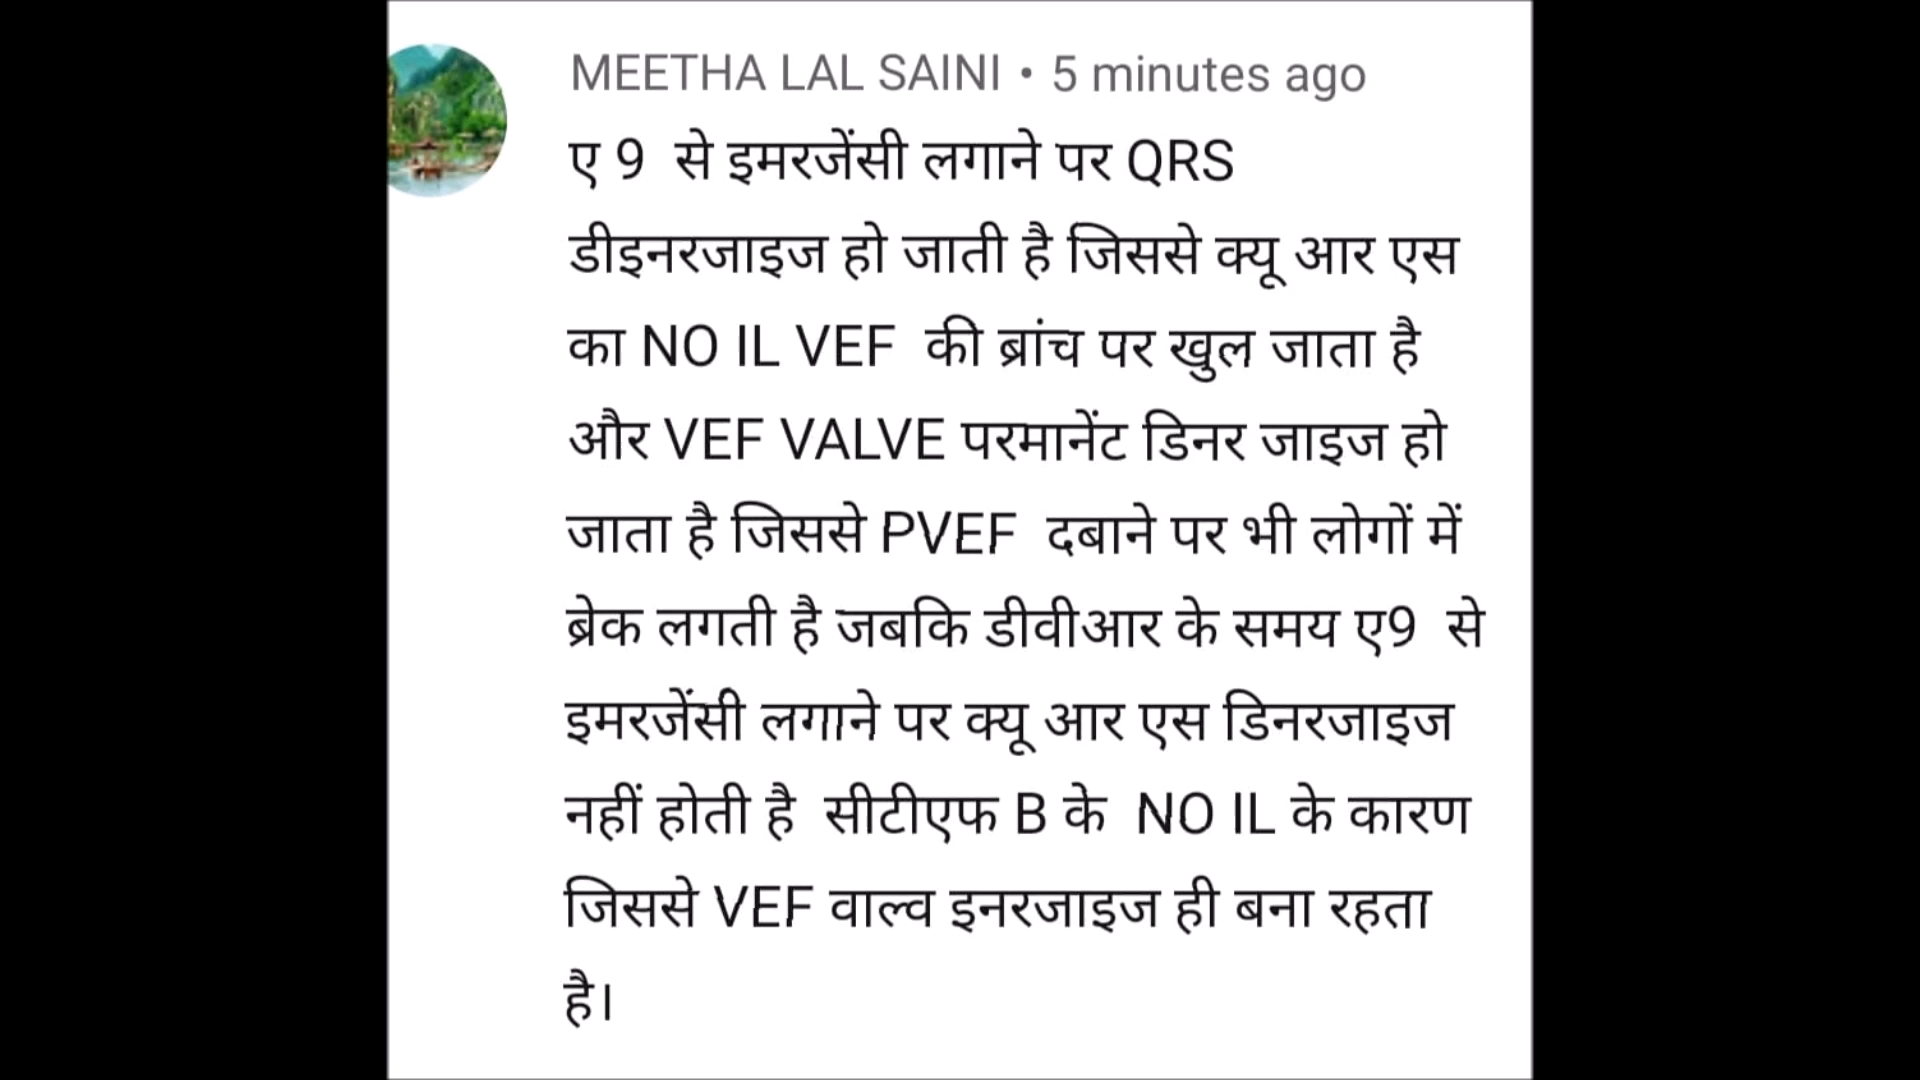 MEETHA LAL SAINI • 5 minutes ago
ए 9 से इमरजेंसी लगाने पर QRS
डीइनरजाइज हो जाती है जिससे क्यू आर एस
का NO IL VEF की ब्रांच पर खुल जाता है
और VEF VALVE परमानेंट डिनर जाइज हो
जाता है जिससे PVEF दबाने पर भी लोगों में
ब्रेक लगती है जबकि डीवीआर के समय ए9 से
इमरजेंसी लगाने पर क्यू आर एस डिनरजाइज
नहीं होती है सीटीएफ B के NO IL के कारण
जिससे VEF वाल्व इनरजाइज ही बना रहता
है।